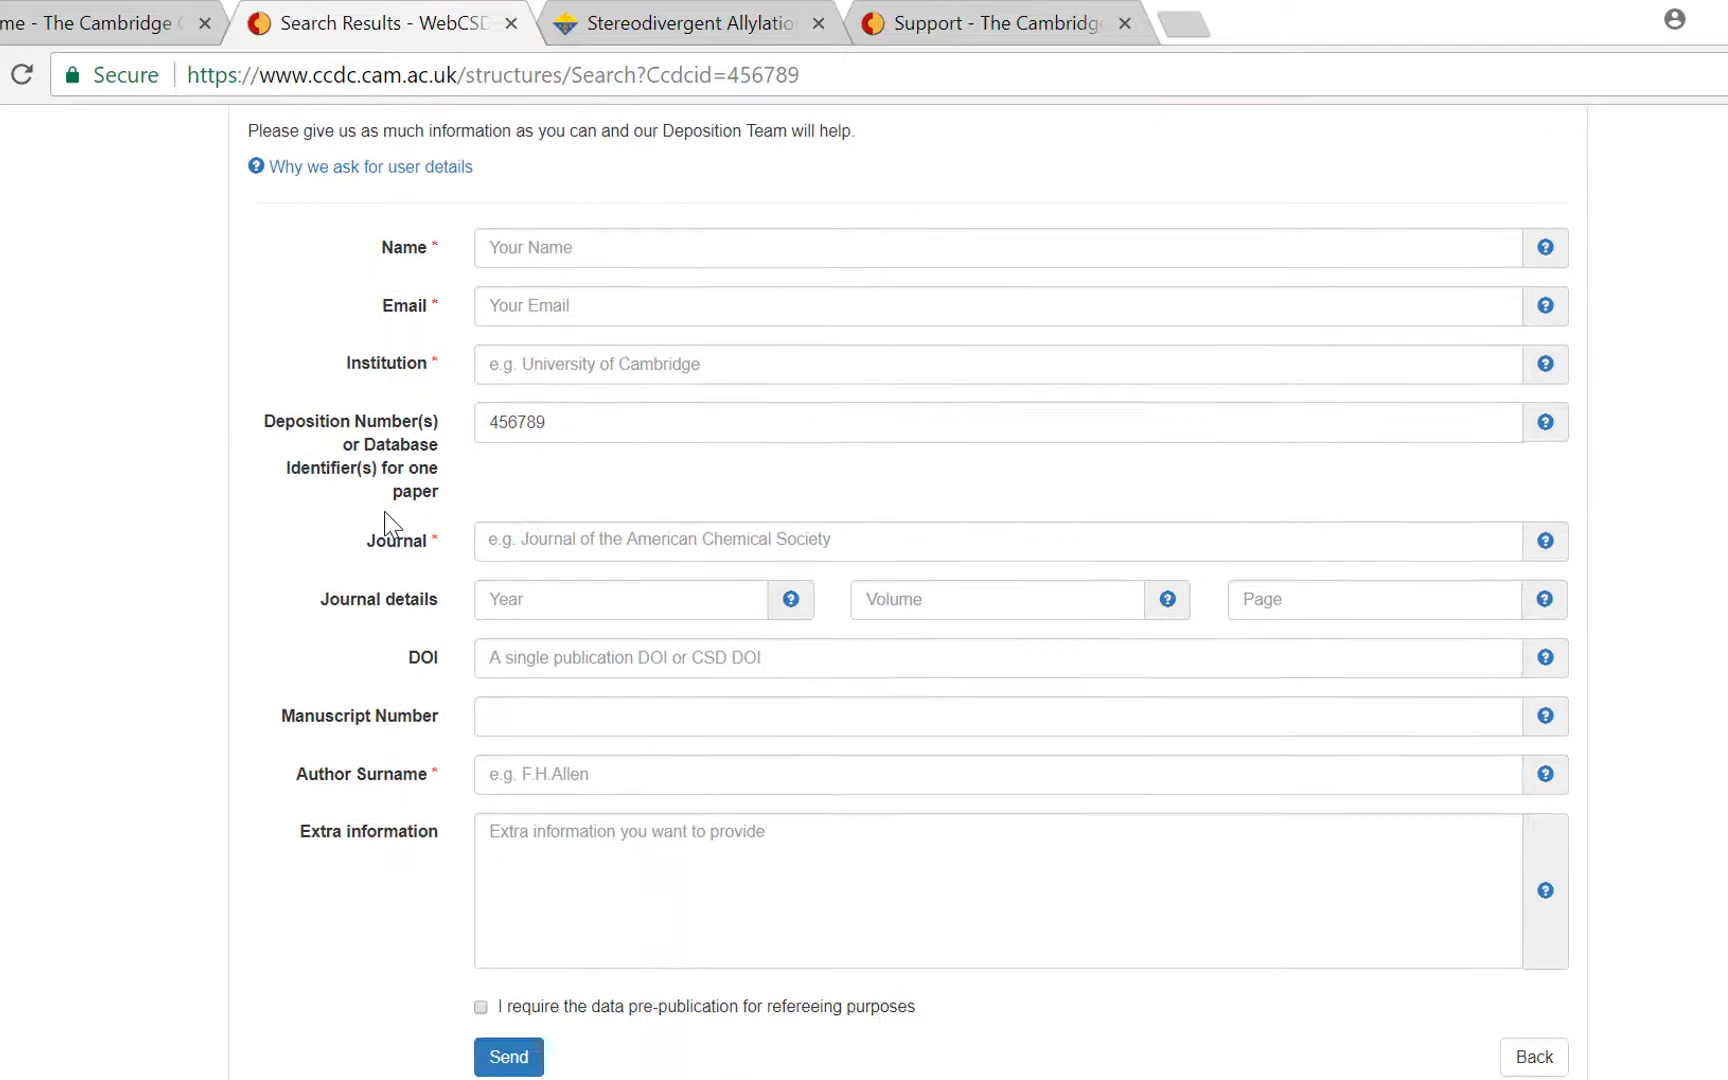 me - The Cambridge
Search Results - WebCSD
Stereodivergent Allylatio
Support - The Cambridge
Secure
https://www.ccdc.cam.ac.uk/structures/Search?Ccdcid=456789
Please give us as much information as you can and our Deposition Team will help.
Why we ask for user details
Name *
Your Name
Email *
Your Email
Institution *
e.g. University of Cambridge
Deposition Number(s)
or Database
Identifier(s) for one
paper
456789
Journal *
e.g. Journal of the American Chemical Society
Journal details
Year
Volume
Page
DOI
A single publication DOI or CSD DOI
Manuscript Number
Author Surname *
e.g. F.H.Allen
Extra information
Extra information you want to provide
I require the data pre-publication for refereeing purposes
Send
Back